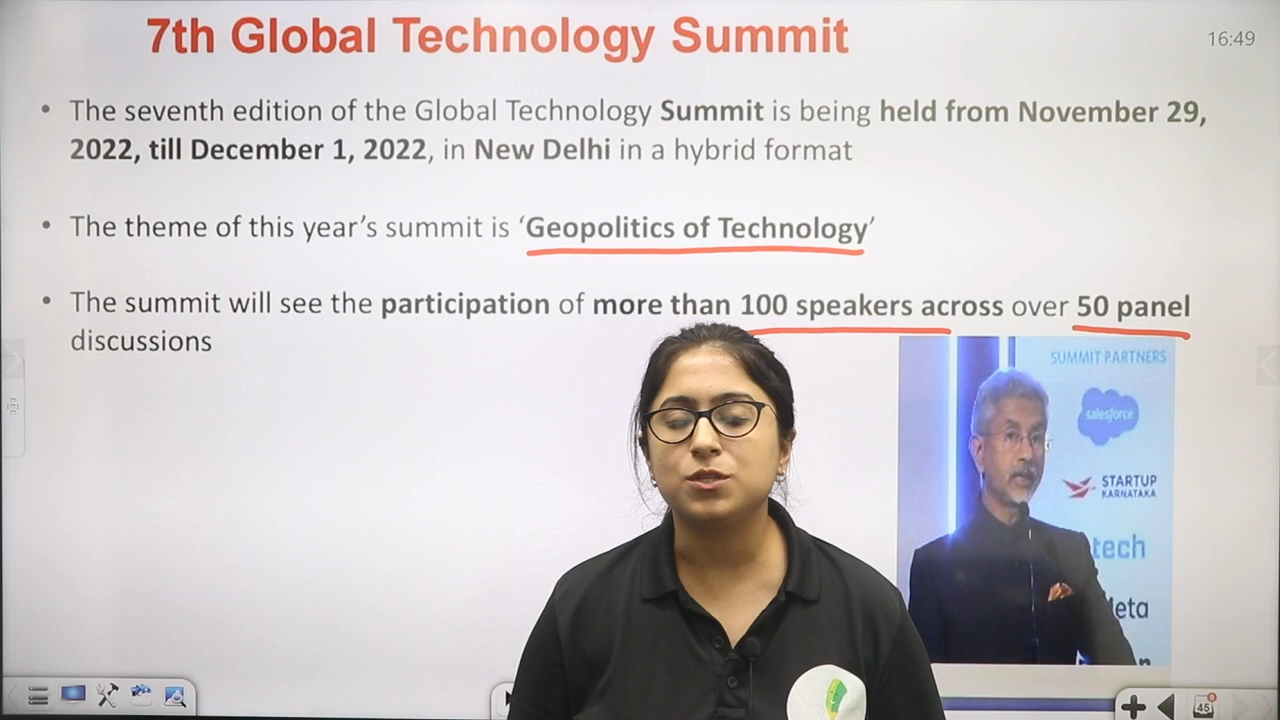 7th Global Technology Summit
16:49
• The seventh edition of the Global Technology Summit is being held from November 29,
2022, till December 1, 2022, in New Delhi in a hybrid format
• The theme of this year's summit is ‘Geopolitics of Technology’
• The summit will see the participation of more than 100 speakers across over 50 panel
discussions
SUMMIT PARTNERS
salesforce
STARTUP
KARNATAKA
tech
eta
n
45